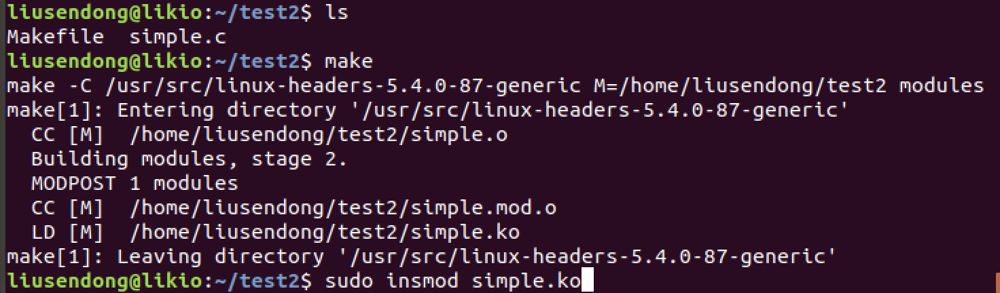 liusendong@likio:~/test2$ ls
Makefile  simple.c
liusendong@likio:~/test2$ make
make -C /usr/src/linux-headers-5.4.0-87-generic M=/home/liusendong/test2 modules
make[1]: Entering directory '/usr/src/linux-headers-5.4.0-87-generic'
  CC [M]  /home/liusendong/test2/simple.o
  Building modules, stage 2.
  MODPOST 1 modules
  CC [M]  /home/liusendong/test2/simple.mod.o
  LD [M]  /home/liusendong/test2/simple.ko
make[1]: Leaving directory '/usr/src/linux-headers-5.4.0-87-generic'
liusendong@likio:~/test2$ sudo insmod simple.ko